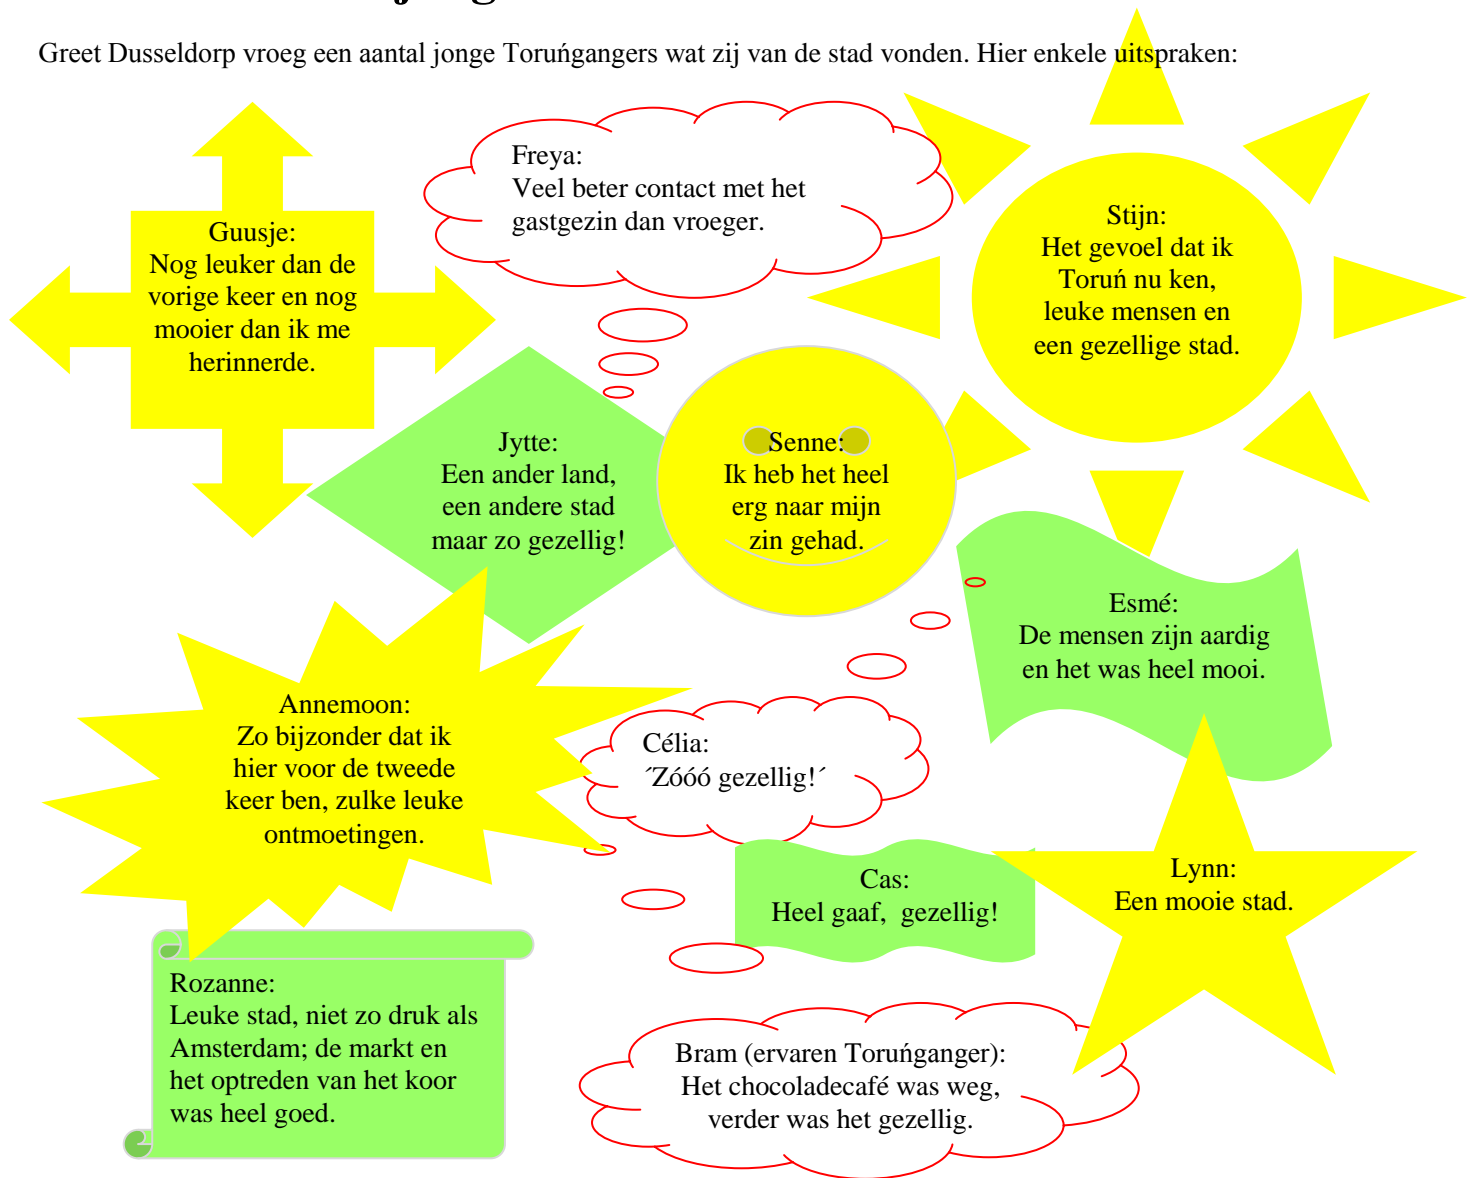 Greet Dusseldorp vroeg een aantal jonge Toruńgangers wat zij van de stad vonden. Hier enkele uitspraken:
Freya:
Veel beter contact met het
gastgezin dan vroeger.
Guusje:
Nog leuker dan de
vorige keer en nog
mooier dan ik me
herinnerde.
Stijn:
Het gevoel dat ik
Toruń nu ken,
leuke mensen en
een gezellige stad.
Jytte:
Een ander land,
een andere stad
maar zo gezellig!
Senne:
Ik heb het heel
erg naar mijn
zin gehad.
Esmé:
De mensen zijn aardig
en het was heel mooi.
Annemoon:
Zo bijzonder dat ik
hier voor de tweede
keer ben, zulke leuke
ontmoetingen.
Célia:
´Zóóó gezellig!´
Cas:
Heel gaaf,  gezellig!
Lynn:
Een mooie stad.
Rozanne:
Leuke stad, niet zo druk als
Amsterdam; de markt en
het optreden van het koor
was heel goed.
Bram (ervaren Toruńganger):
Het chocoladecafé was weg,
verder was het gezellig.